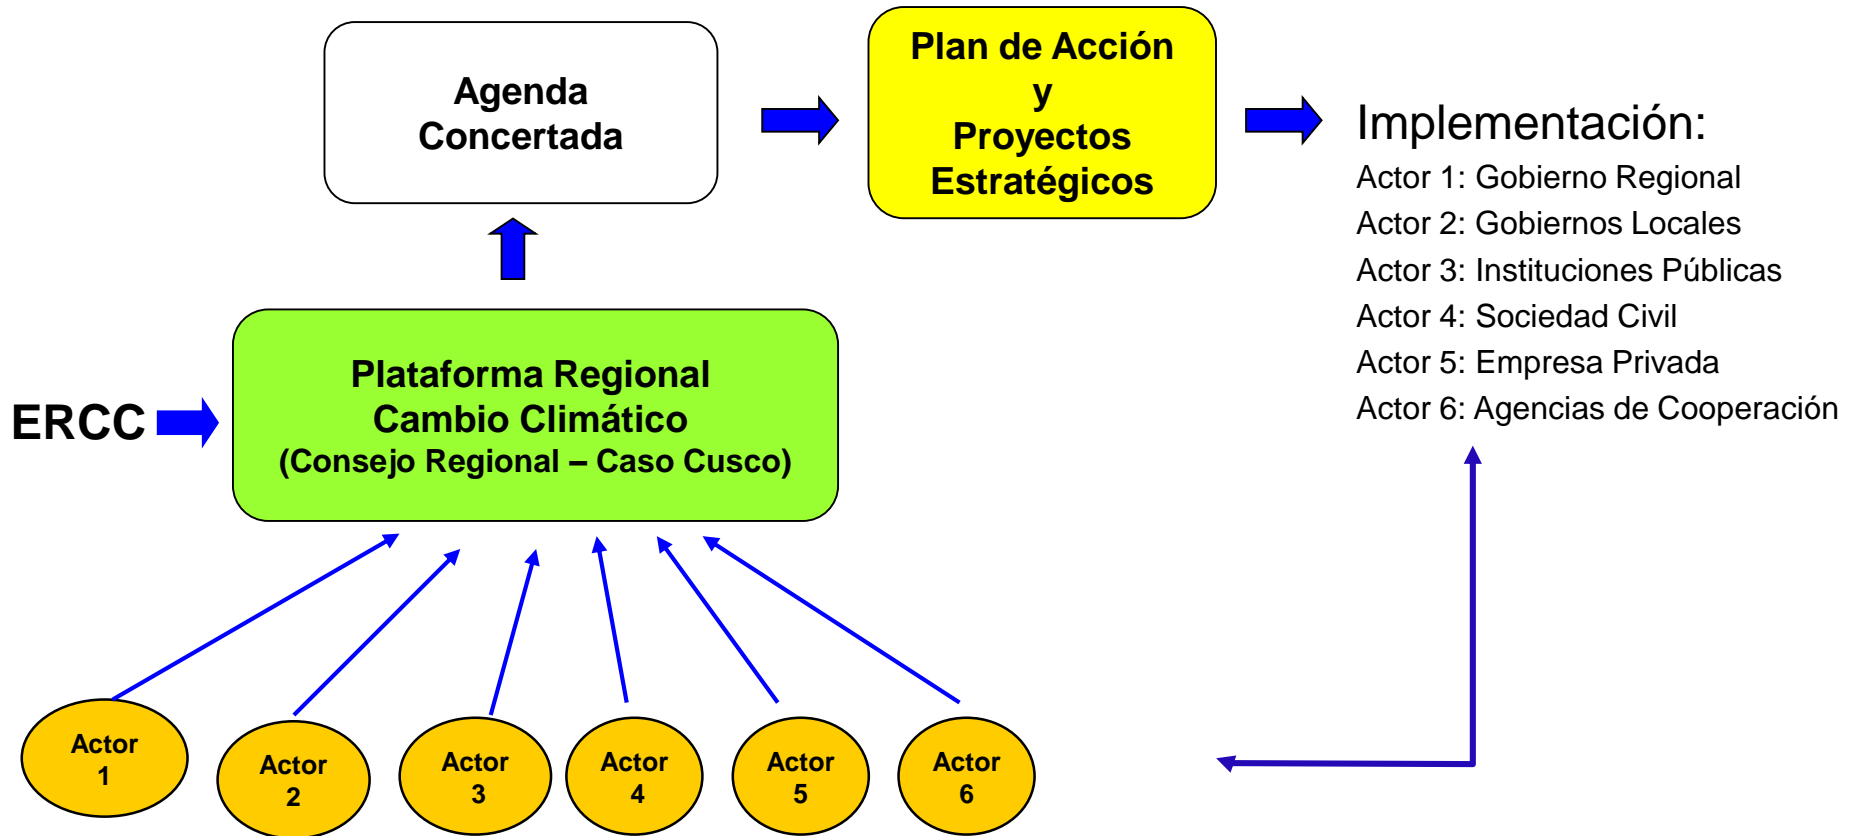 Agenda
Concertada
Plan de Acción
y
Proyectos
Estratégicos
Implementación:
Actor 1: Gobierno Regional
Actor 2: Gobiernos Locales
Actor 3: Instituciones Públicas
Actor 4: Sociedad Civil
Actor 5: Empresa Privada
Actor 6: Agencias de Cooperación
ERCC
Plataforma Regional
Cambio Climático
(Consejo Regional – Caso Cusco)
Actor
1
Actor
2
Actor
3
Actor
4
Actor
5
Actor
6